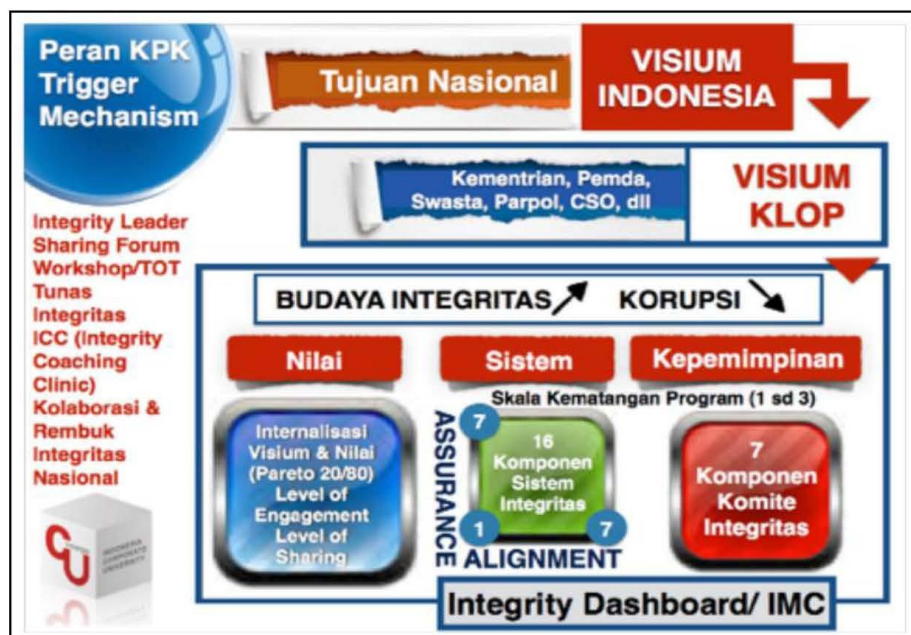 Peran KPK
Trigger
Mechanism
Tujuan Nasional
VISIUM
INDONESIA
Kementrian, Pemda,
Swasta, Parpol, CSO, dll
VISIUM
KLOP
Integrity Leader
Sharing Forum
Workshop/TOT
Tunas
Integritas
ICC (Integrity
Coaching
Clinic)
Kolaborasi &
Rembuk
Integritas
Nasional
BUDAYA INTEGRITAS KORUPSI
Nilai
Sistem
Kepemimpinan
Skala Kematangan Program (1 sd 3)
Internalisasi
Visium & Nilai
(Pareto 20/80)
Level of
Engagement
Level of
Sharing
ASSURANCE
7
16
Komponen
Sistem
Integritas
1
7
ALIGNMENT
7
Komponen
Komite
Integritas
Integrity Dashboard/ IMC
INDONESIA
CORPORATE
UNIVERSITY